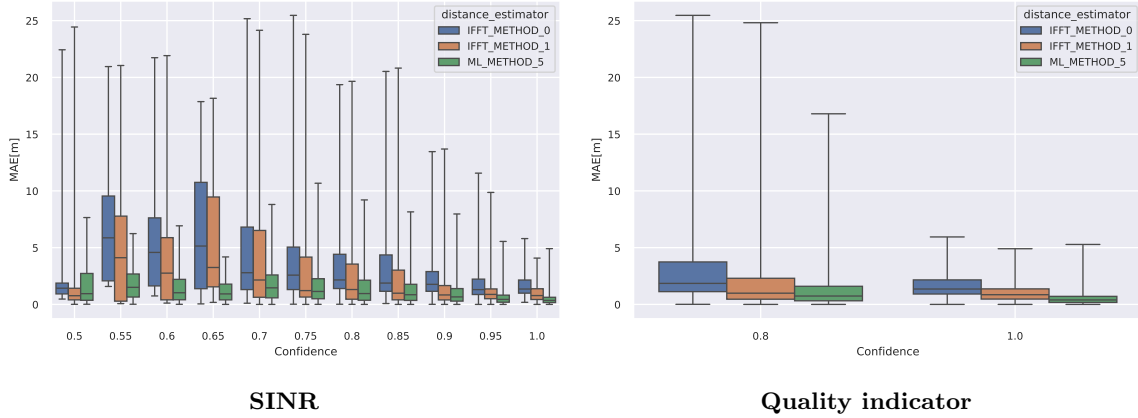 25
20
15
10
5
0
MAE[m]
distance_estimator
IFFT_METHOD_0
IFFT_METHOD_1
ML_METHOD_5
0.5 0.55 0.6 0.65 0.7 0.75 0.8 0.85 0.9 0.95 1.0
Confidence
SINR
25
20
15
10
5
0
MAE[m]
distance_estimator
IFFT_METHOD_0
IFFT_METHOD_1
ML_METHOD_5
0.8 1.0
Confidence
Quality indicator